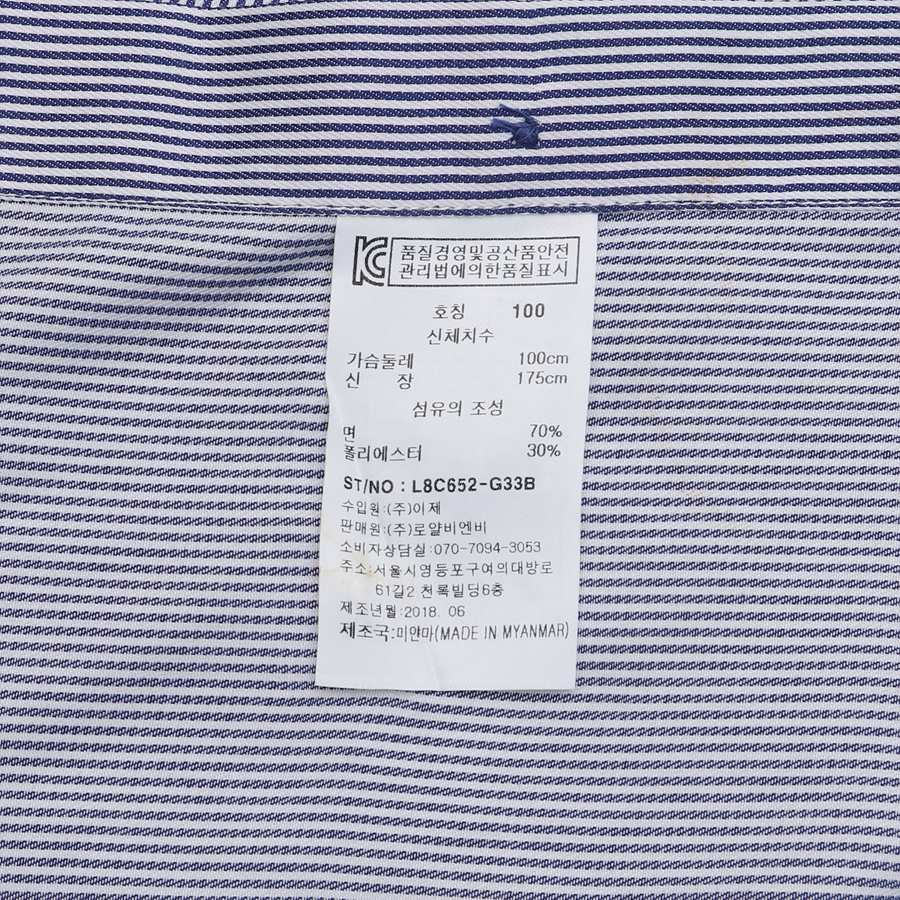 KC 품질경영및공산품안전
관리법에의한품질표시
호칭 100
신체치수
가슴둘레 100cm
신 장 175cm
섬유의 조성
면 70%
폴리에스터 30%
ST/NO : L8C652-G33B
수입원:(주)이제
판매원:(주)로얄비엔비
소비자상담실:070-7094-3053
주소:서울시영등포구여의대방로
61길2 천록빌딩6층
제조년월:2018. 06
제조국:미얀마(MADE IN MYANMAR)